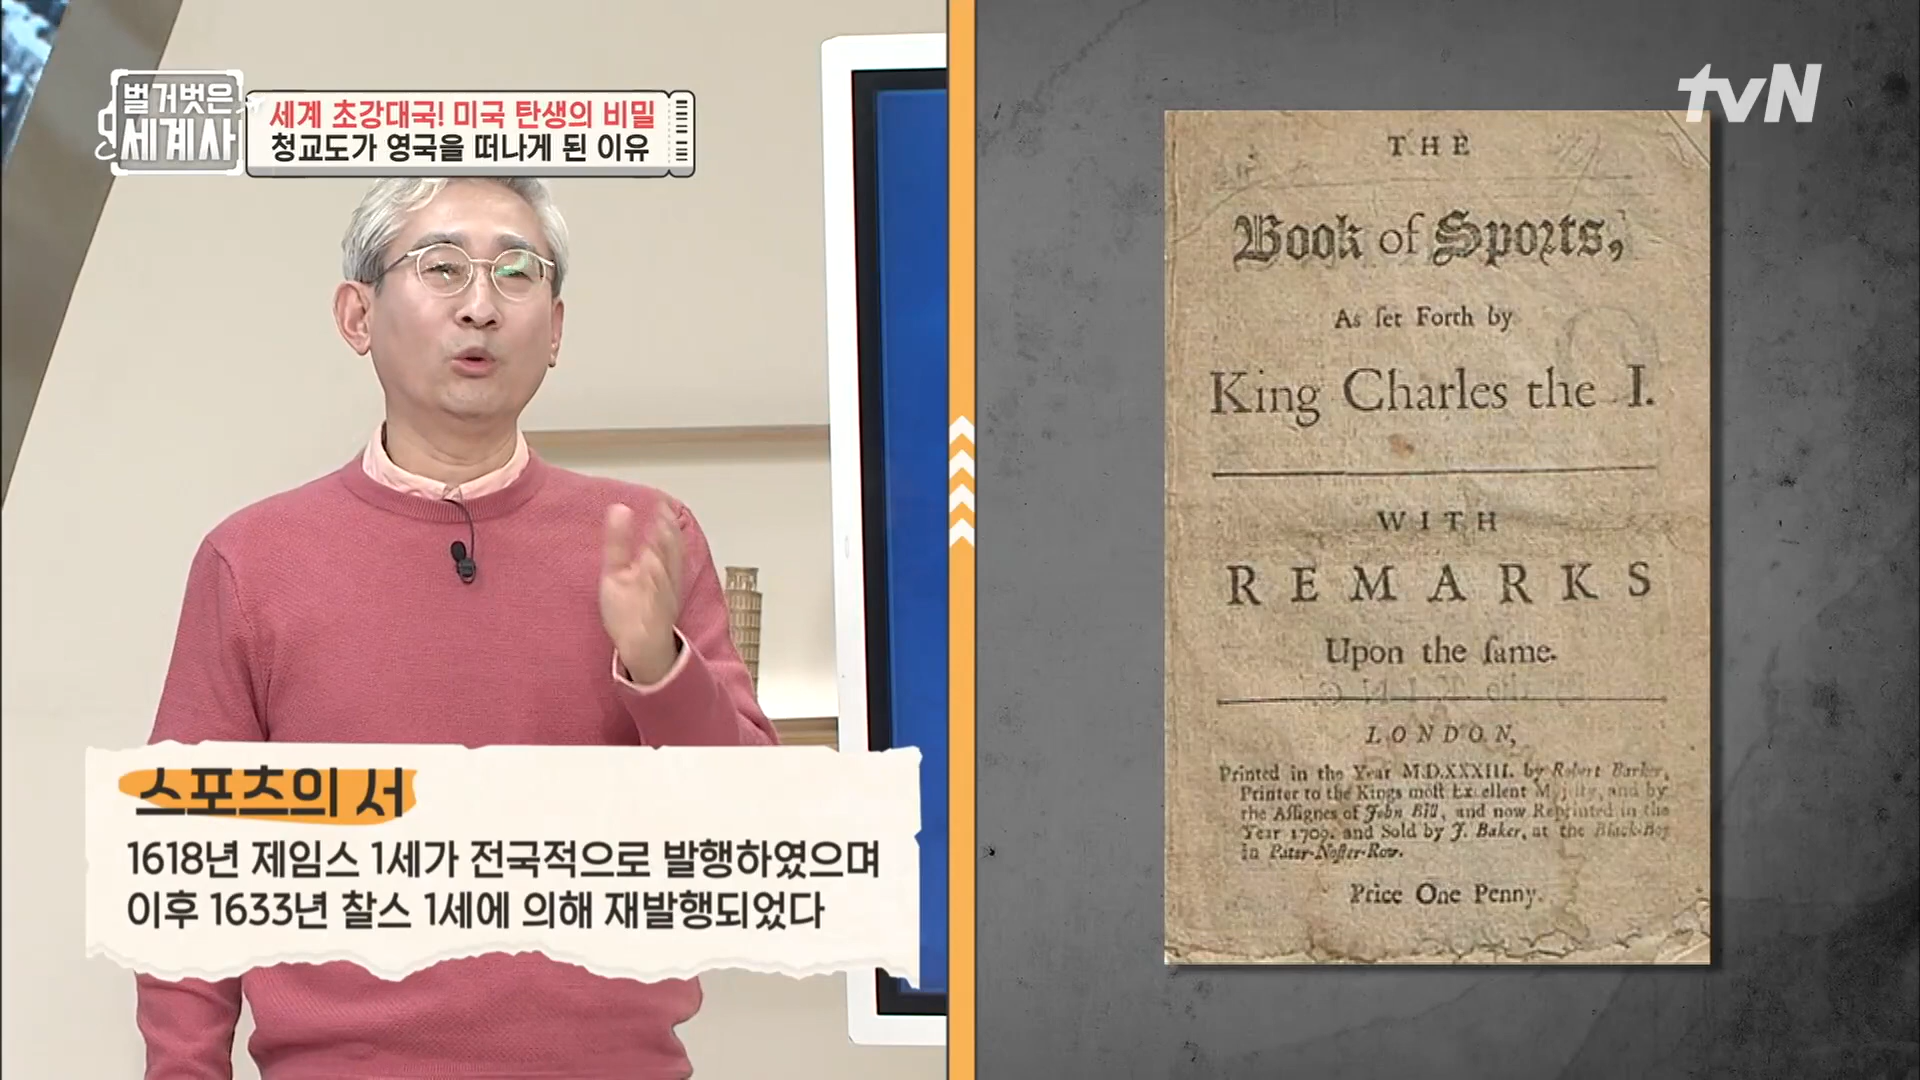 벌거벗은
세계사
세계 초강대국! 미국 탄생의 비밀
청교도가 영국을 떠나게 된 이유
tvN
스포츠의 서
1618년 제임스 1세가 전국적으로 발행하였으며
이후 1633년 찰스 1세에 의해 재발행되었다
THE
Book of Sports,
As ſet Forth by
King Charles the I.
WITH
REMARKS
Upon the ſame.
LONDON,
Printed in the Year M.D.XXXIII. by Robert Barker,
Printer to the Kings moſt Excellent Majeſty, and by
the Aſſignes of John Bill, and now Reprinted in the
Year 1709. and Sold by J. Baker, at the Black-Boy
in Pater-Noſter-Row.
Price One Penny.